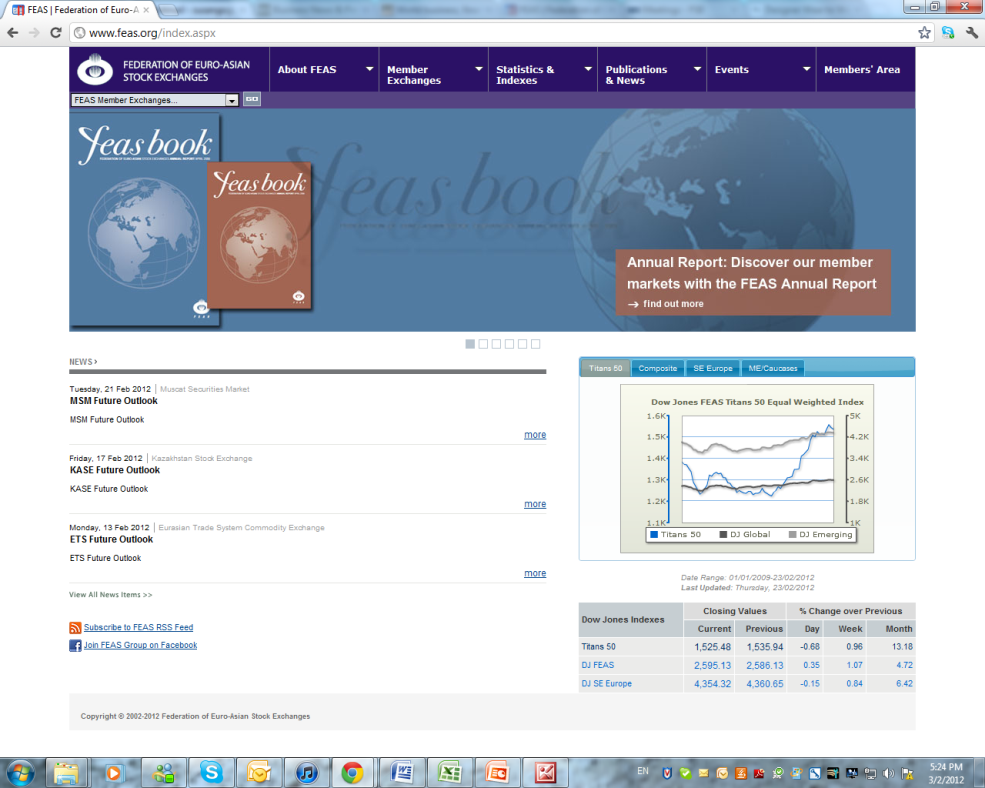 FEAS | Federation of Euro-A
www.feas.org/index.aspx
FEDERATION OF EURO-ASIAN
STOCK EXCHANGES
About FEAS
Member
Exchanges
Statistics &
Indexes
Publications
& News
Events
Members' Area
FEAS Member Exchanges...
feas book
feas book
feas book
Annual Report: Discover our member
markets with the FEAS Annual Report
→ find out more
NEWS ›
Tuesday, 21 Feb 2012 | Muscat Securities Market
MSM Future Outlook
MSM Future Outlook
more
Friday, 17 Feb 2012 | Kazakhstan Stock Exchange
KASE Future Outlook
KASE Future Outlook
more
Monday, 13 Feb 2012 | Eurasian Trade System Commodity Exchange
ETS Future Outlook
ETS Future Outlook
more
View All News Items >>
Subscribe to FEAS RSS Feed
Join FEAS Group on Facebook
Titans 50 Composite SE Europe ME/Caucases
Dow Jones FEAS Titans 50 Equal Weighted Index
1.6K 5K
1.5K 4.2K
1.4K 3.4K
1.3K 2.6K
1.2K 1.8K
1.1K 1K
Titans 50 DJ Global DJ Emerging
Date Range: 01/01/2009-23/02/2012
Last Updated: Thursday, 23/02/2012
Dow Jones Indexes Closing Values % Change over Previous
Current Previous Day Week Month
Titans 50 1,525.48 1,535.94 -0.68 0.96 13.18
DJ FEAS 2,595.13 2,586.13 0.35 1.07 4.72
DJ SE Europe 4,354.32 4,360.65 -0.15 0.84 6.42
Copyright © 2002-2012 Federation of Euro-Asian Stock Exchanges
EN
5:24 PM
3/2/2012